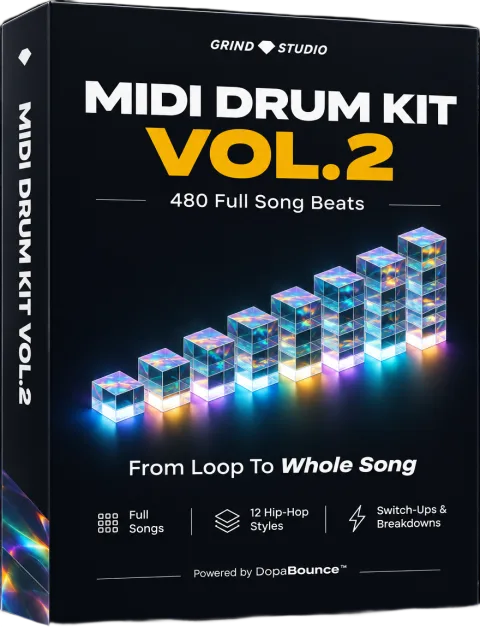 GRIND STUDIO
MIDI DRUM KIT
VOL.2
480 Full Song Beats
From Loop To Whole Song
Full
Songs
12 Hip-Hop
Styles
Switch-Ups &
Breakdowns
Powered by DopaBounce™
MIDI DRUM KIT VOL.2